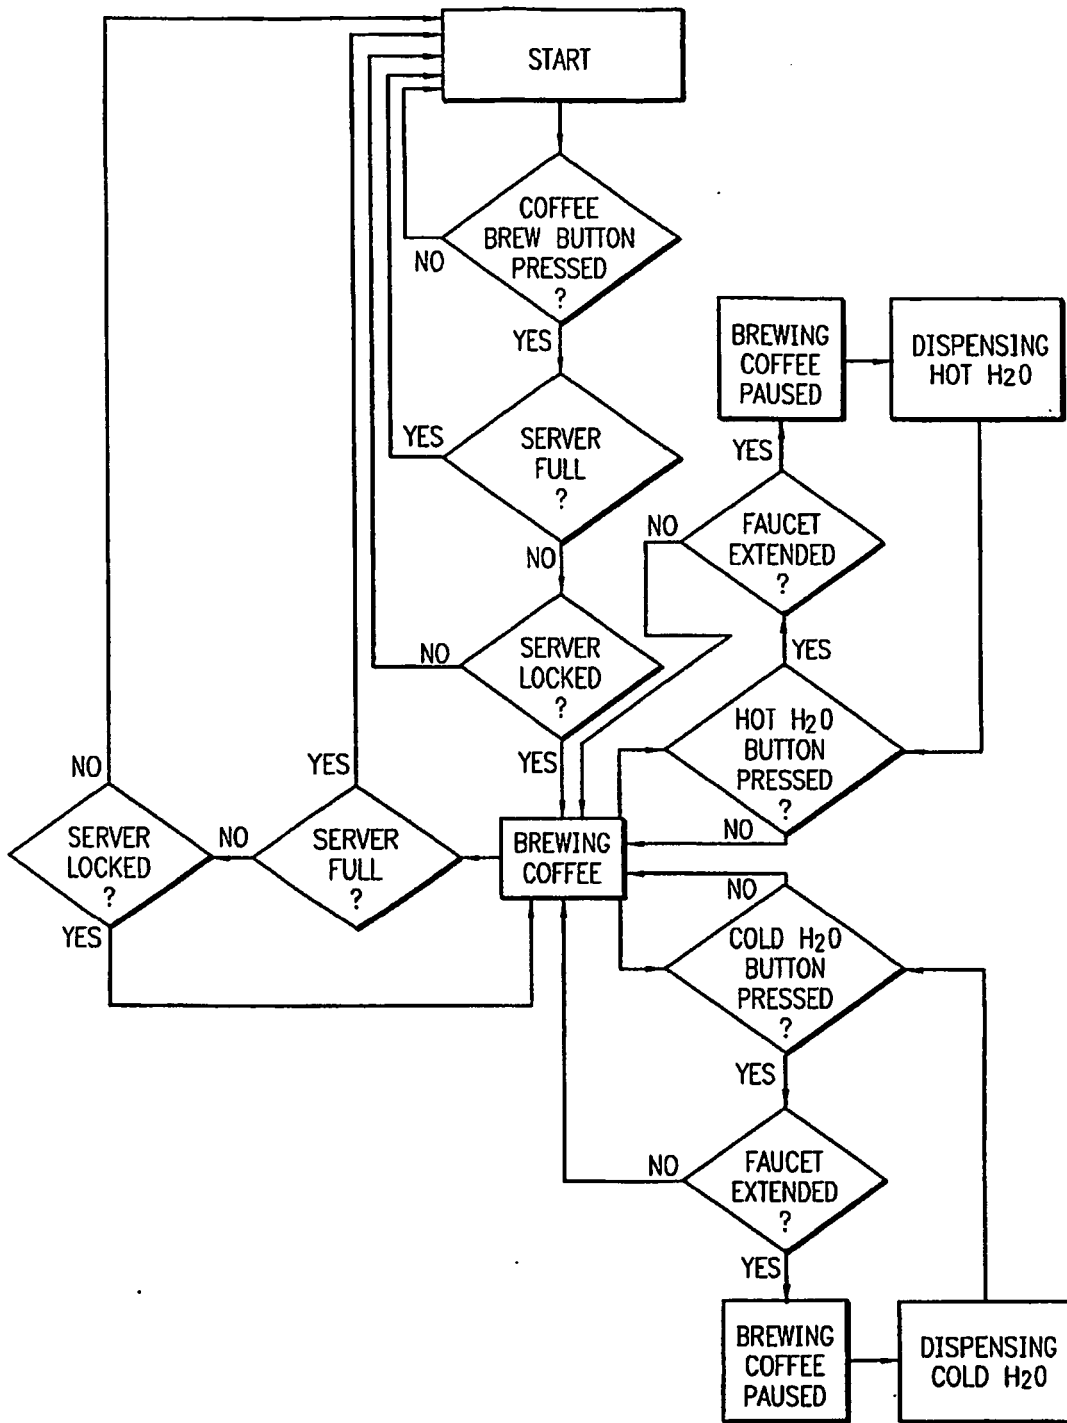 START
COFFEE
BREW BUTTON
PRESSED
?
NO
YES
SERVER
FULL
?
YES
NO
SERVER
LOCKED
?
NO
YES
BREWING
COFFEE
PAUSED
DISPENSING
HOT H2O
YES
FAUCET
EXTENDED
?
NO
YES
HOT H2O
BUTTON
PRESSED
?
NO
BREWING
COFFEE
SERVER
FULL
?
YES
NO
SERVER
LOCKED
?
NO
YES
NO
COLD H2O
BUTTON
PRESSED
?
YES
FAUCET
EXTENDED
?
NO
YES
BREWING
COFFEE
PAUSED
DISPENSING
COLD H2O